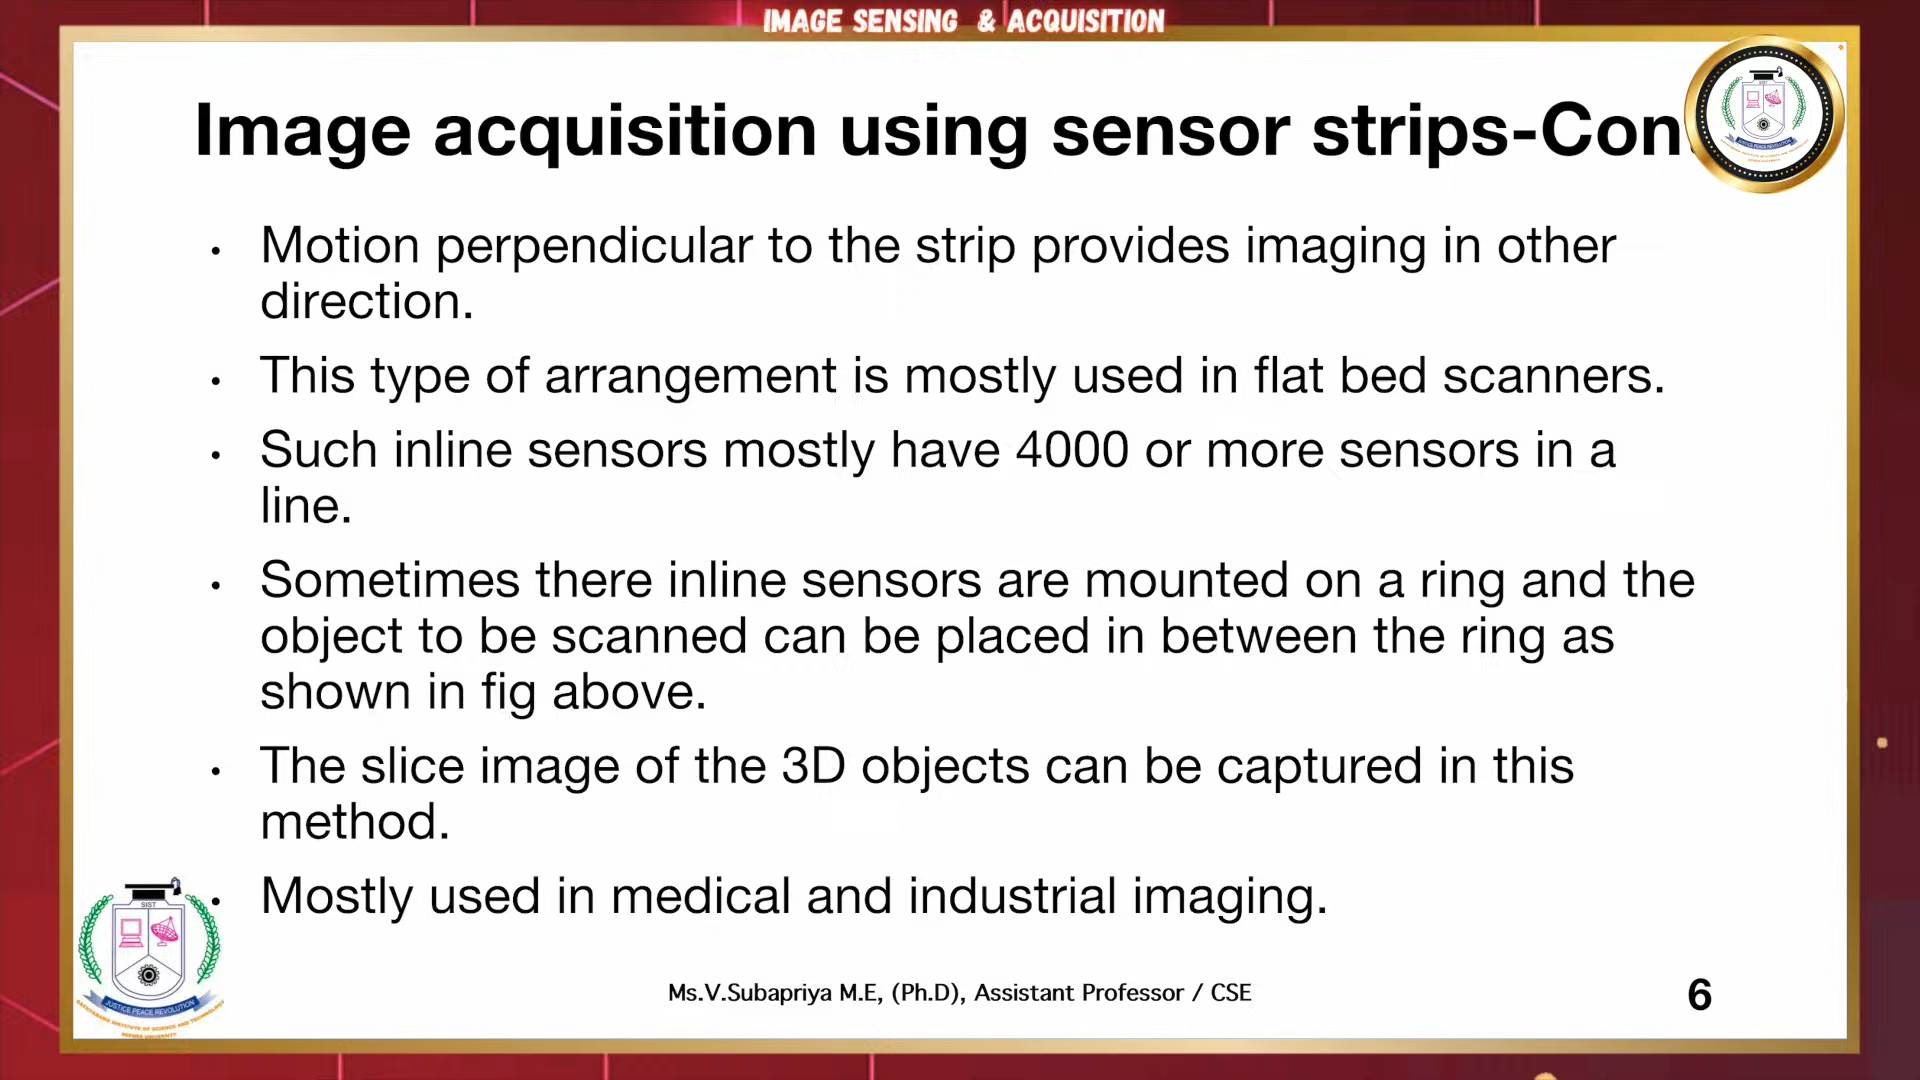 IMAGE SENSING & ACQUISITION
Image acquisition using sensor strips-Con
• Motion perpendicular to the strip provides imaging in other
direction.
• This type of arrangement is mostly used in flat bed scanners.
• Such inline sensors mostly have 4000 or more sensors in a
line.
• Sometimes there inline sensors are mounted on a ring and the
object to be scanned can be placed in between the ring as
shown in fig above.
• The slice image of the 3D objects can be captured in this
method.
• Mostly used in medical and industrial imaging.
SIST
JUSTICE PEACE REVOLUTION
Ms.V.Subapriya M.E, (Ph.D), Assistant Professor / CSE
6